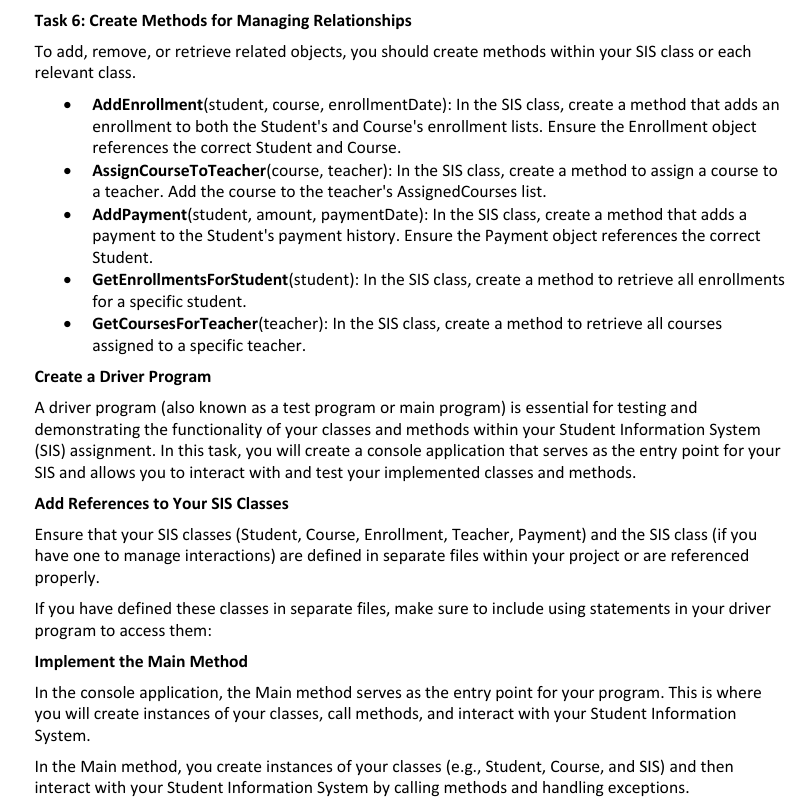 Task 6: Create Methods for Managing Relationships
To add, remove, or retrieve related objects, you should create methods within your SIS class or each
relevant class.
• AddEnrollment(student, course, enrollmentDate): In the SIS class, create a method that adds an
enrollment to both the Student's and Course's enrollment lists. Ensure the Enrollment object
references the correct Student and Course.
• AssignCourseToTeacher(course, teacher): In the SIS class, create a method to assign a course to
a teacher. Add the course to the teacher's AssignedCourses list.
• AddPayment(student, amount, paymentDate): In the SIS class, create a method that adds a
payment to the Student's payment history. Ensure the Payment object references the correct
Student.
• GetEnrollmentsForStudent(student): In the SIS class, create a method to retrieve all enrollments
for a specific student.
• GetCoursesForTeacher(teacher): In the SIS class, create a method to retrieve all courses
assigned to a specific teacher.
Create a Driver Program
A driver program (also known as a test program or main program) is essential for testing and
demonstrating the functionality of your classes and methods within your Student Information System
(SIS) assignment. In this task, you will create a console application that serves as the entry point for your
SIS and allows you to interact with and test your implemented classes and methods.
Add References to Your SIS Classes
Ensure that your SIS classes (Student, Course, Enrollment, Teacher, Payment) and the SIS class (if you
have one to manage interactions) are defined in separate files within your project or are referenced
properly.
If you have defined these classes in separate files, make sure to include using statements in your driver
program to access them:
Implement the Main Method
In the console application, the Main method serves as the entry point for your program. This is where
you will create instances of your classes, call methods, and interact with your Student Information
System.
In the Main method, you create instances of your classes (e.g., Student, Course, and SIS) and then
interact with your Student Information System by calling methods and handling exceptions.